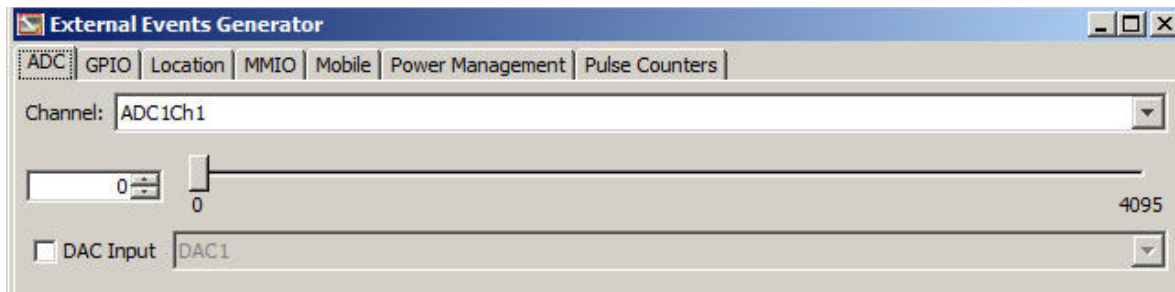 External Events Generator
ADC GPIO Location MMIO Mobile Power Management Pulse Counters
Channel: ADC1Ch1
0
0 4095
DAC Input DAC1